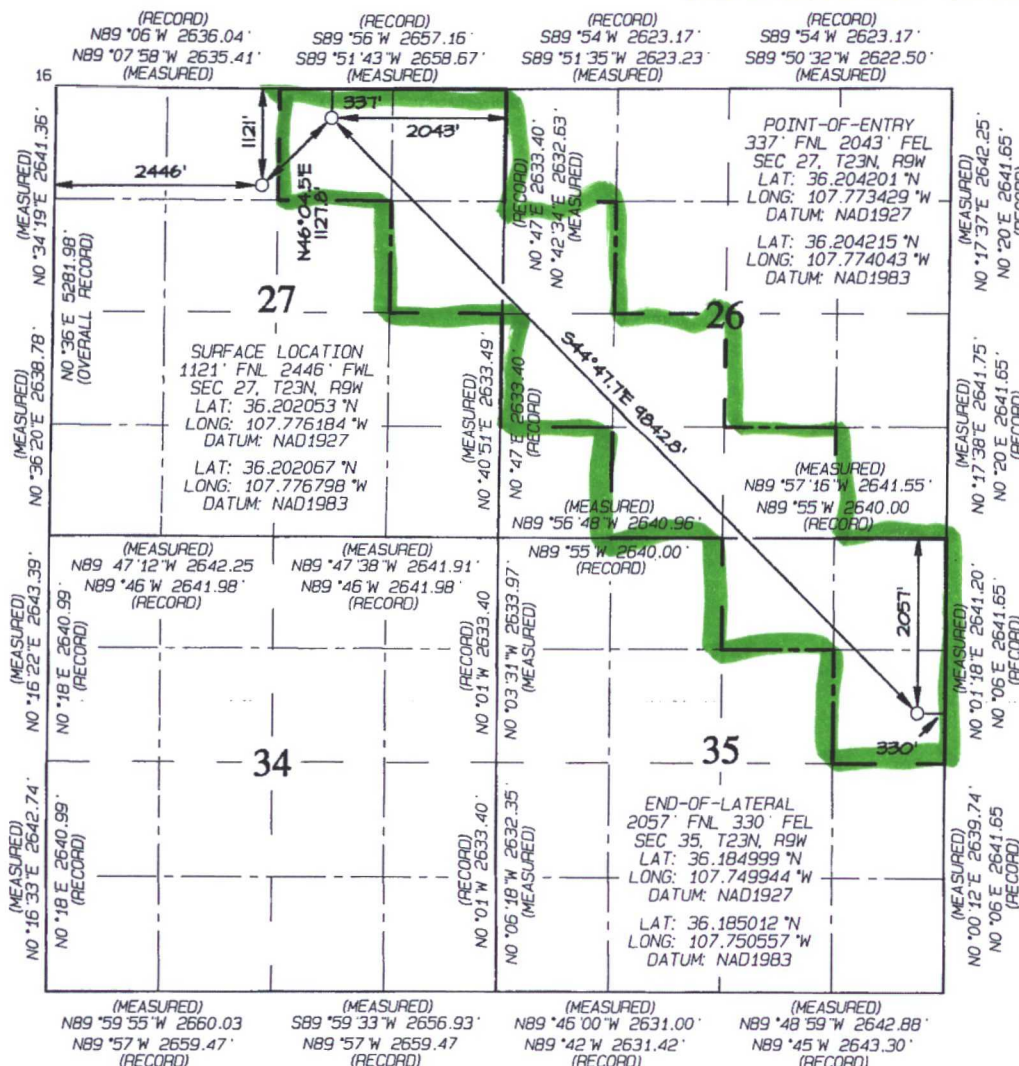 (RECORD)
N89 °06 'W 2636.04'
N89 °07 '58 "W 2635.41'
(MEASURED)
(RECORD)
S89 °56 'W 2657.16'
S89 °51 '43 "W 2658.67'
(MEASURED)
(RECORD)
S89 °54 'W 2623.17'
S89 °51 '35 "W 2623.23'
(MEASURED)
(RECORD)
S89 °54 'W 2623.17'
S89 °50 '32 "W 2622.50'
(MEASURED)
16
(MEASURED)
N0 °34 '19 "E 2641.36'
N0 °36 'E 5281.98'
(OVERALL RECORD)
N0 °36 '20 "E 2638.78'
(MEASURED)
1121'
2446'
337'
2043'
N46°04.5'E
1127.8'
(RECORD)
N0 °47 'E 2633.40'
N0 °42 '34 "E 2632.63'
(MEASURED)
POINT-OF-ENTRY
337' FNL 2043' FEL
SEC 27, T23N, R9W
LAT: 36.204201 °N
LONG: 107.773429 °W
DATUM: NAD1927
LAT: 36.204215 °N
LONG: 107.774043 °W
DATUM: NAD1983
(MEASURED)
N0 °17 '37 "E 2642.25'
N0 °20 'E 2641.65'
(RECORD)
27
26
SURFACE LOCATION
1121' FNL 2446' FWL
SEC 27, T23N, R9W
LAT: 36.202053 °N
LONG: 107.776184 °W
DATUM: NAD1927
LAT: 36.202067 °N
LONG: 107.776798 °W
DATUM: NAD1983
(MEASURED)
N0 °40 '51 "E 2633.49'
N0 °47 'E 2633.40'
(RECORD)
S44°47.7'E 9842.8'
(MEASURED)
N0 °17 '38 "E 2641.75'
N0 °20 'E 2641.65'
(RECORD)
(MEASURED)
N89 °57 '16 "W 2641.55'
N89 °55 'W 2640.00
(RECORD)
(MEASURED)
N89 °56 '48 "W 2640.96'
N89 °55 'W 2640.00'
(RECORD)
(MEASURED)
N89 47 '12 "W 2642.25
N89 °46 'W 2641.98
(RECORD)
(MEASURED)
N89 °47 '38 "W 2641.91'
N89 °46 'W 2641.98
(RECORD)
(MEASURED)
N0 °16 '22 "E 2643.39'
N0 °18 'E 2640.99'
(RECORD)
(RECORD)
N0 °01 'W 2633.40
N0 °03 '31 "W 2633.97'
(MEASURED)
2057'
330'
(MEASURED)
N0 °01 '18 "E 2641.20'
N0 °06 'E 2641.65'
(RECORD)
34
35
(MEASURED)
N0 °16 '33 "E 2642.74'
N0 °18 'E 2640.99'
(RECORD)
(RECORD)
N0 °01 'W 2633.40'
N0 °06 '18 "W 2632.35'
(MEASURED)
END-OF-LATERAL
2057' FNL 330' FEL
SEC 35, T23N, R9W
LAT: 36.184999 °N
LONG: 107.749944 °W
DATUM: NAD1927
LAT: 36.185012 °N
LONG: 107.750557 °W
DATUM: NAD1983
(MEASURED)
N0 °00 '12 "E 2639.74'
N0 °06 'E 2641.65
(RECORD)
(MEASURED)
N89 °59 '55 "W 2660.03
N89 °57 'W 2659.47'
(RECORD)
(MEASURED)
S89 °59 '33 "W 2656.93'
N89 °57 'W 2659.47
(RECORD)
(MEASURED)
N89 °45 '00 "W 2631.00'
N89 °42 'W 2631.42'
(RECORD)
(MEASURED)
N89 °48 '59 "W 2642.88'
N89 °45 'W 2643.30'
(RECORD)